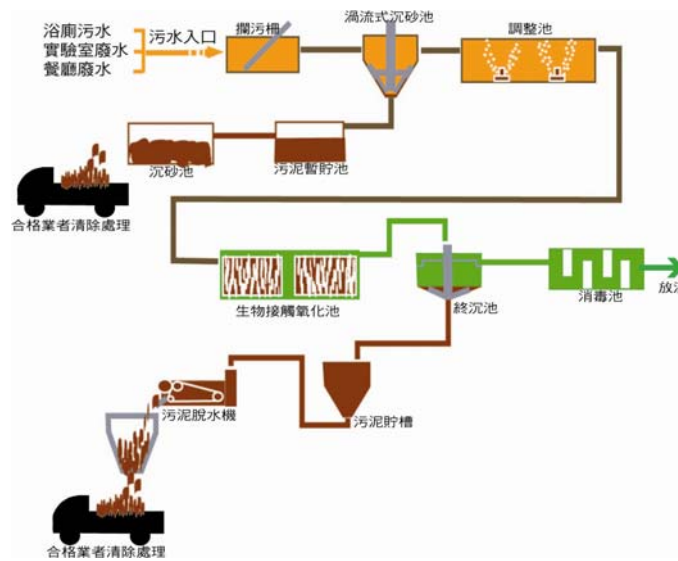 浴廁污水
實驗室廢水
餐廳廢水
污水入口
攔污柵
渦流式沉砂池
調整池
沉砂池
污泥暫貯池
合格業者清除處理
生物接觸氧化池
終沉池
消毒池
放流
污泥脫水機
污泥貯槽
合格業者清除處理